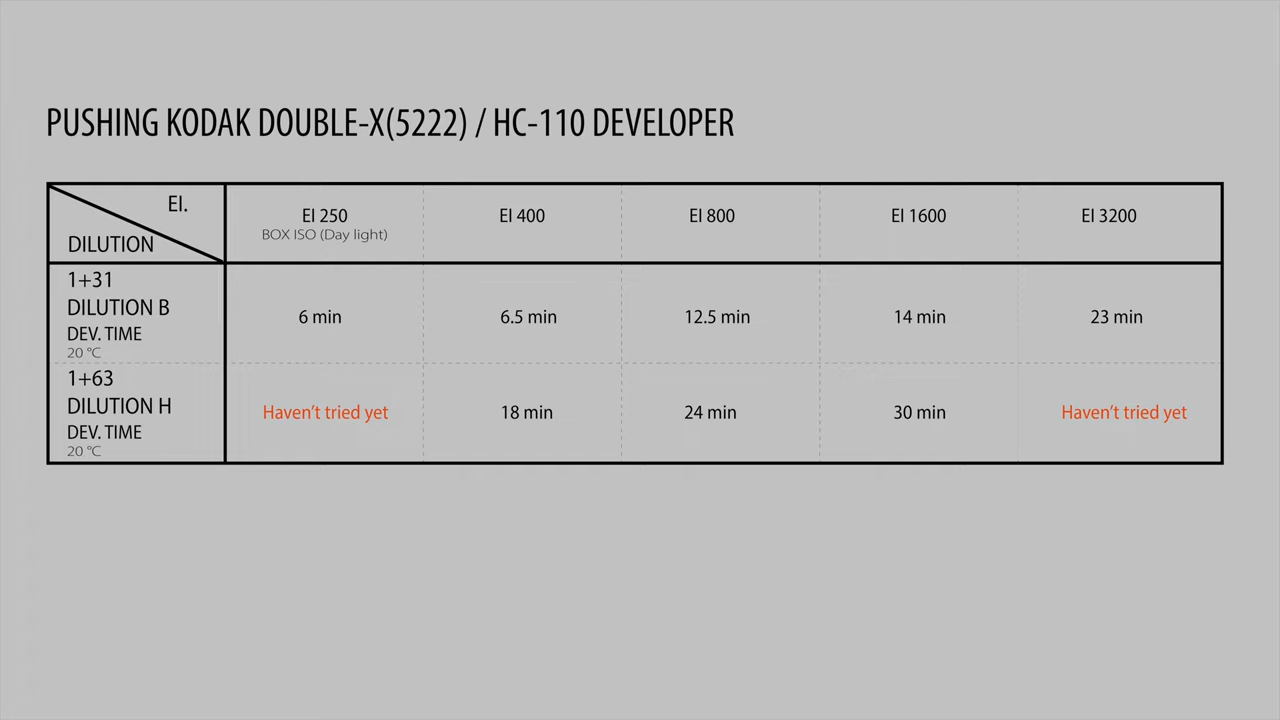 PUSHING KODAK DOUBLE-X(5222) / HC-110 DEVELOPER
EI.
DILUTION
EI 250
BOX ISO (Day light)
EI 400
EI 800
EI 1600
EI 3200
1+31
DILUTION B
DEV. TIME
20 °C
6 min
6.5 min
12.5 min
14 min
23 min
1+63
DILUTION H
DEV. TIME
20 °C
Haven't tried yet
18 min
24 min
30 min
Haven't tried yet